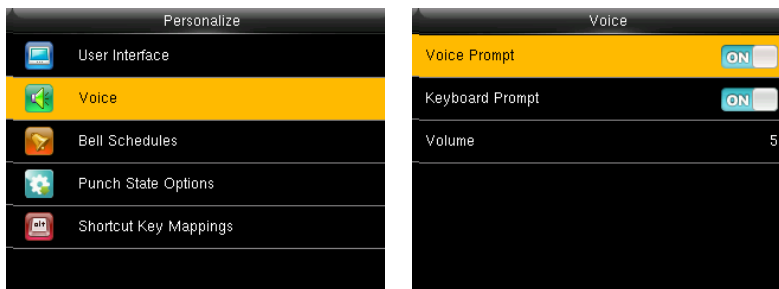 Personalize
User Interface
Voice
Bell Schedules
Punch State Options
alt
Shortcut Key Mappings
Voice
Voice Prompt ON
Keyboard Prompt ON
Volume 5